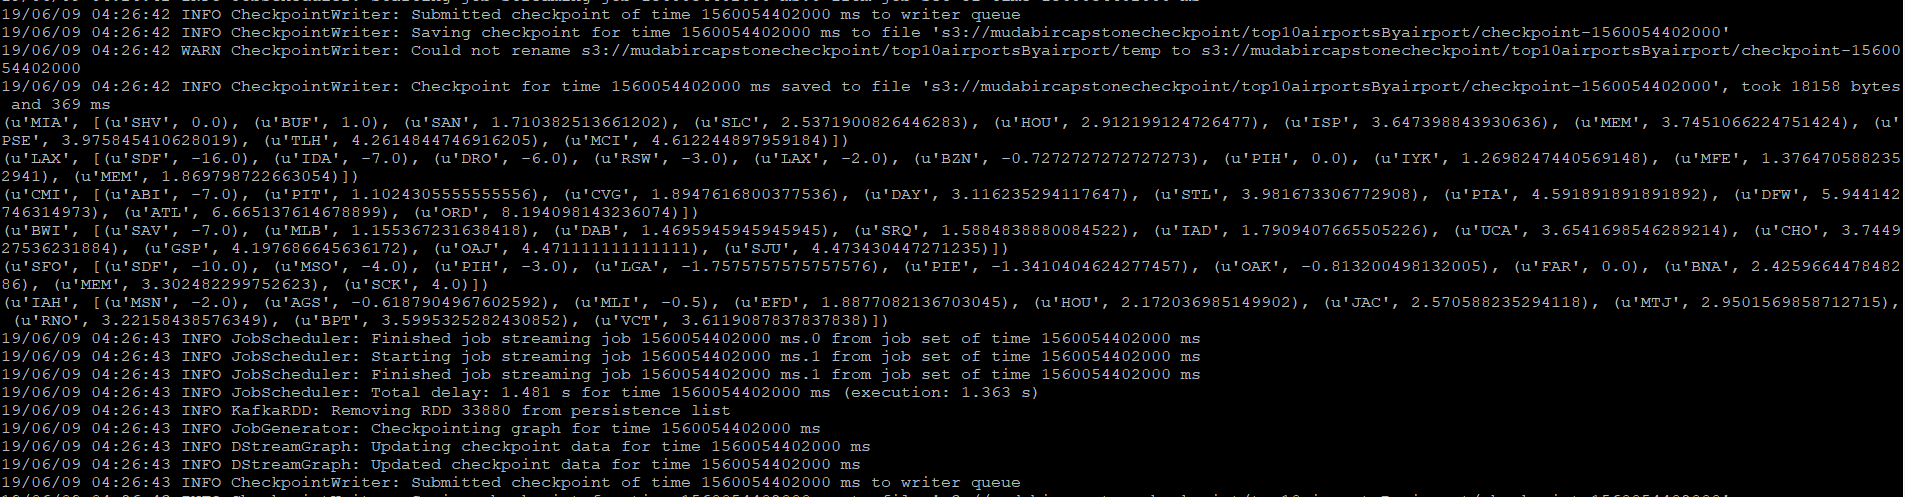 19/06/09 04:26:42 INFO CheckpointWriter: Submitted checkpoint of time 1560054402000 ms to writer queue
19/06/09 04:26:42 INFO CheckpointWriter: Saving checkpoint for time 1560054402000 ms to file 's3://mudabircapstonecheckpoint/top10airportsByairport/checkpoint-1560054402000'
19/06/09 04:26:42 WARN CheckpointWriter: Could not rename s3://mudabircapstonecheckpoint/top10airportsByairport/temp to s3://mudabircapstonecheckpoint/top10airportsByairport/checkpoint-15600
54402000
19/06/09 04:26:42 INFO CheckpointWriter: Checkpoint for time 1560054402000 ms saved to file 's3://mudabircapstonecheckpoint/top10airportsByairport/checkpoint-1560054402000', took 18158 bytes
 and 369 ms
(u'MIA', [(u'SHV', 0.0), (u'BUF', 1.0), (u'SAN', 1.710382513661202), (u'SLC', 2.5371900826446283), (u'HOU', 2.912199124726477), (u'ISP', 3.647398843930636), (u'MEM', 3.7451066224751424), (u'
PSE', 3.975845410628019), (u'TLH', 4.2614844746916205), (u'MCI', 4.612244897959184)])
(u'LAX', [(u'SDF', -16.0), (u'IDA', -7.0), (u'DRO', -6.0), (u'RSW', -3.0), (u'LAX', -2.0), (u'BZN', -0.7272727272727273), (u'PIH', 0.0), (u'IYK', 1.2698247440569148), (u'MFE', 1.376470588235
2941), (u'MEM', 1.869798722663054)])
(u'CMI', [(u'ABI', -7.0), (u'PIT', 1.1024305555555556), (u'CVG', 1.8947616800377536), (u'DAY', 3.116235294117647), (u'STL', 3.981673306772908), (u'PIA', 4.591891891891892), (u'DFW', 5.944142
746314973), (u'ATL', 6.665137614678899), (u'ORD', 8.194098143236074)])
(u'BWI', [(u'SAV', -7.0), (u'MLB', 1.155367231638418), (u'DAB', 1.4695945945945945), (u'SRQ', 1.5884838880084522), (u'IAD', 1.7909407665505226), (u'UCA', 3.6541698546289214), (u'CHO', 3.7449
27536231884), (u'GSP', 4.197686645636172), (u'OAJ', 4.471111111111111), (u'SJU', 4.473430447271235)])
(u'SFO', [(u'SDF', -10.0), (u'MSO', -4.0), (u'PIH', -3.0), (u'LGA', -1.7575757575757576), (u'PIE', -1.3410404624277457), (u'OAK', -0.813200498132005), (u'FAR', 0.0), (u'BNA', 2.4259664478482
86), (u'MEM', 3.302482299752623), (u'SCK', 4.0)])
(u'IAH', [(u'MSN', -2.0), (u'AGS', -0.6187904967602592), (u'MLI', -0.5), (u'EFD', 1.8877082136703045), (u'HOU', 2.172036985149902), (u'JAC', 2.570588235294118), (u'MTJ', 2.9501569858712715),
 (u'RNO', 3.22158438576349), (u'BPT', 3.5995325282430852), (u'VCT', 3.6119087837837838)])
19/06/09 04:26:43 INFO JobScheduler: Finished job streaming job 1560054402000 ms.0 from job set of time 1560054402000 ms
19/06/09 04:26:43 INFO JobScheduler: Starting job streaming job 1560054402000 ms.1 from job set of time 1560054402000 ms
19/06/09 04:26:43 INFO JobScheduler: Finished job streaming job 1560054402000 ms.1 from job set of time 1560054402000 ms
19/06/09 04:26:43 INFO JobScheduler: Total delay: 1.481 s for time 1560054402000 ms (execution: 1.363 s)
19/06/09 04:26:43 INFO KafkaRDD: Removing RDD 33880 from persistence list
19/06/09 04:26:43 INFO JobGenerator: Checkpointing graph for time 1560054402000 ms
19/06/09 04:26:43 INFO DStreamGraph: Updating checkpoint data for time 1560054402000 ms
19/06/09 04:26:43 INFO DStreamGraph: Updated checkpoint data for time 1560054402000 ms
19/06/09 04:26:43 INFO CheckpointWriter: Submitted checkpoint of time 1560054402000 ms to writer queue